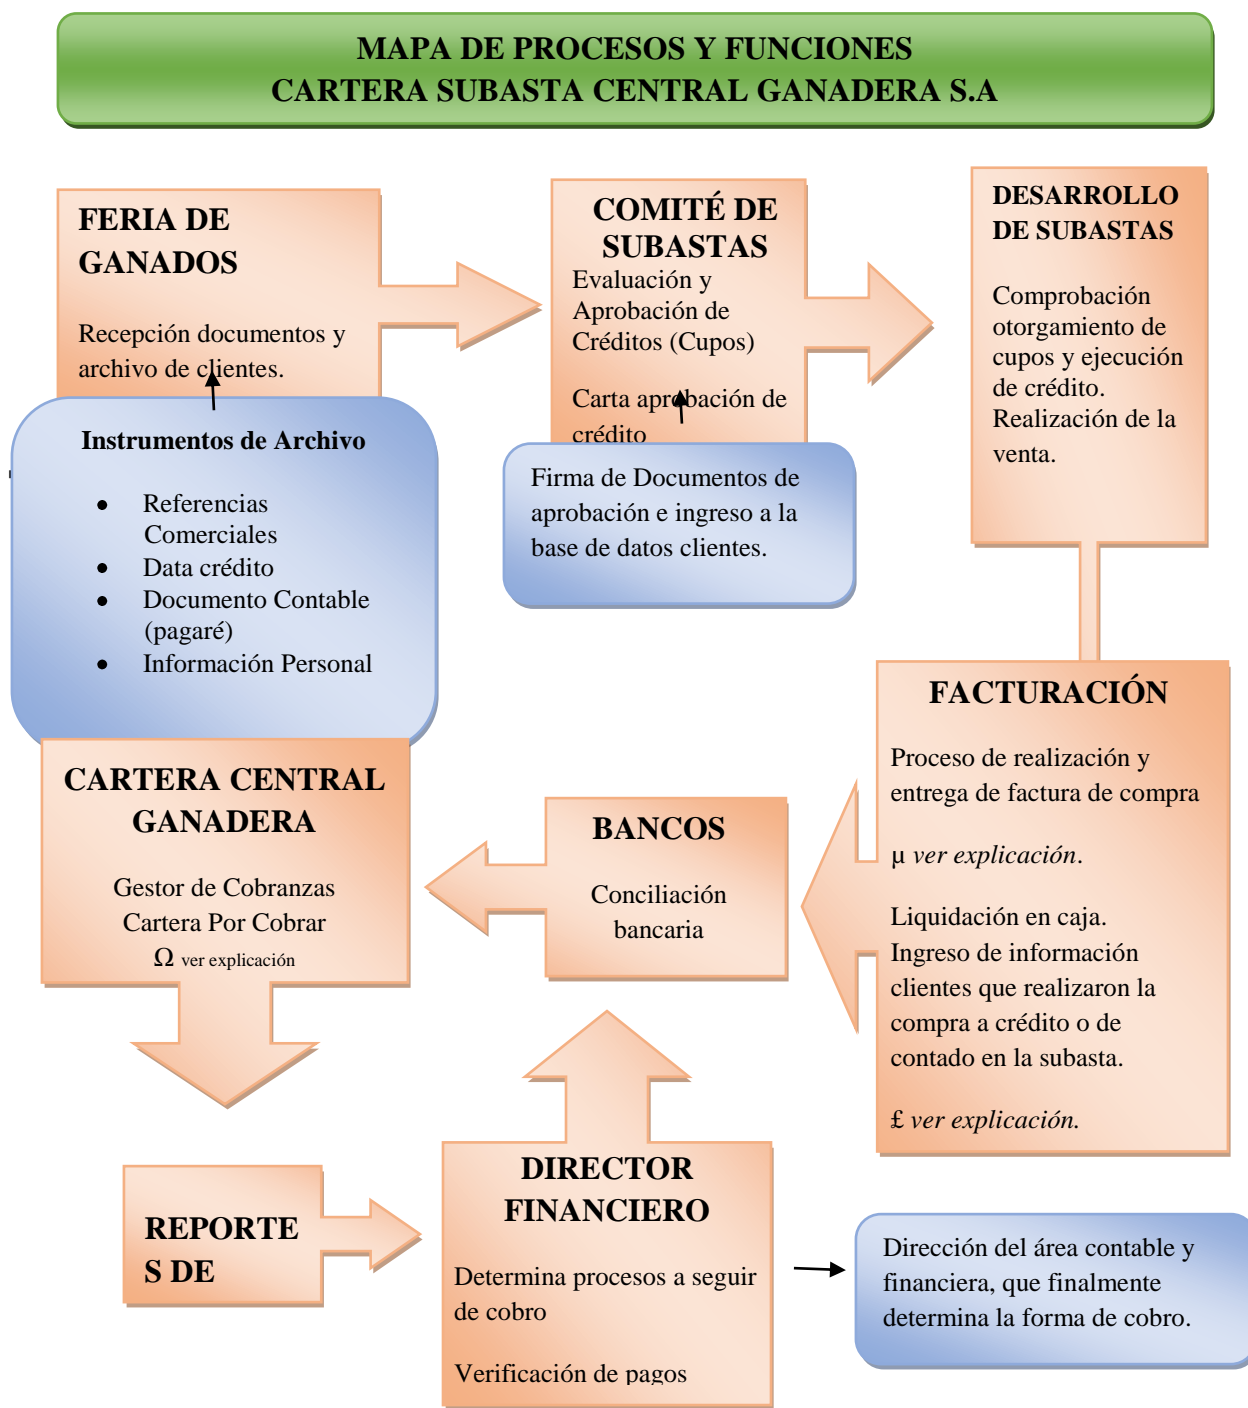 MAPA DE PROCESOS Y FUNCIONES
CARTERA SUBASTA CENTRAL GANADERA S.A
FERIA DE
GANADOS
Recepción documentos y
archivo de clientes.
Instrumentos de Archivo
• Referencias
Comerciales
• Data crédito
• Documento Contable
(pagaré)
• Información Personal
COMITÉ DE
SUBASTAS
Evaluación y
Aprobación de
Créditos (Cupos)
Carta aprobación de
crédito
Firma de Documentos de
aprobación e ingreso a la
base de datos clientes.
DESARROLLO
DE SUBASTAS
Comprobación
otorgamiento de
cupos y ejecución
de crédito.
Realización de la
venta.
FACTURACIÓN
Proceso de realización y
entrega de factura de compra
µ ver explicación.
Liquidación en caja.
Ingreso de información
clientes que realizaron la
compra a crédito o de
contado en la subasta.
£ ver explicación.
BANCOS
Conciliación
bancaria
CARTERA CENTRAL
GANADERA
Gestor de Cobranzas
Cartera Por Cobrar
Ω ver explicación
REPORTE
S DE
DIRECTOR
FINANCIERO
Determina procesos a seguir
de cobro
Verificación de pagos
Dirección del área contable y
financiera, que finalmente
determina la forma de cobro.